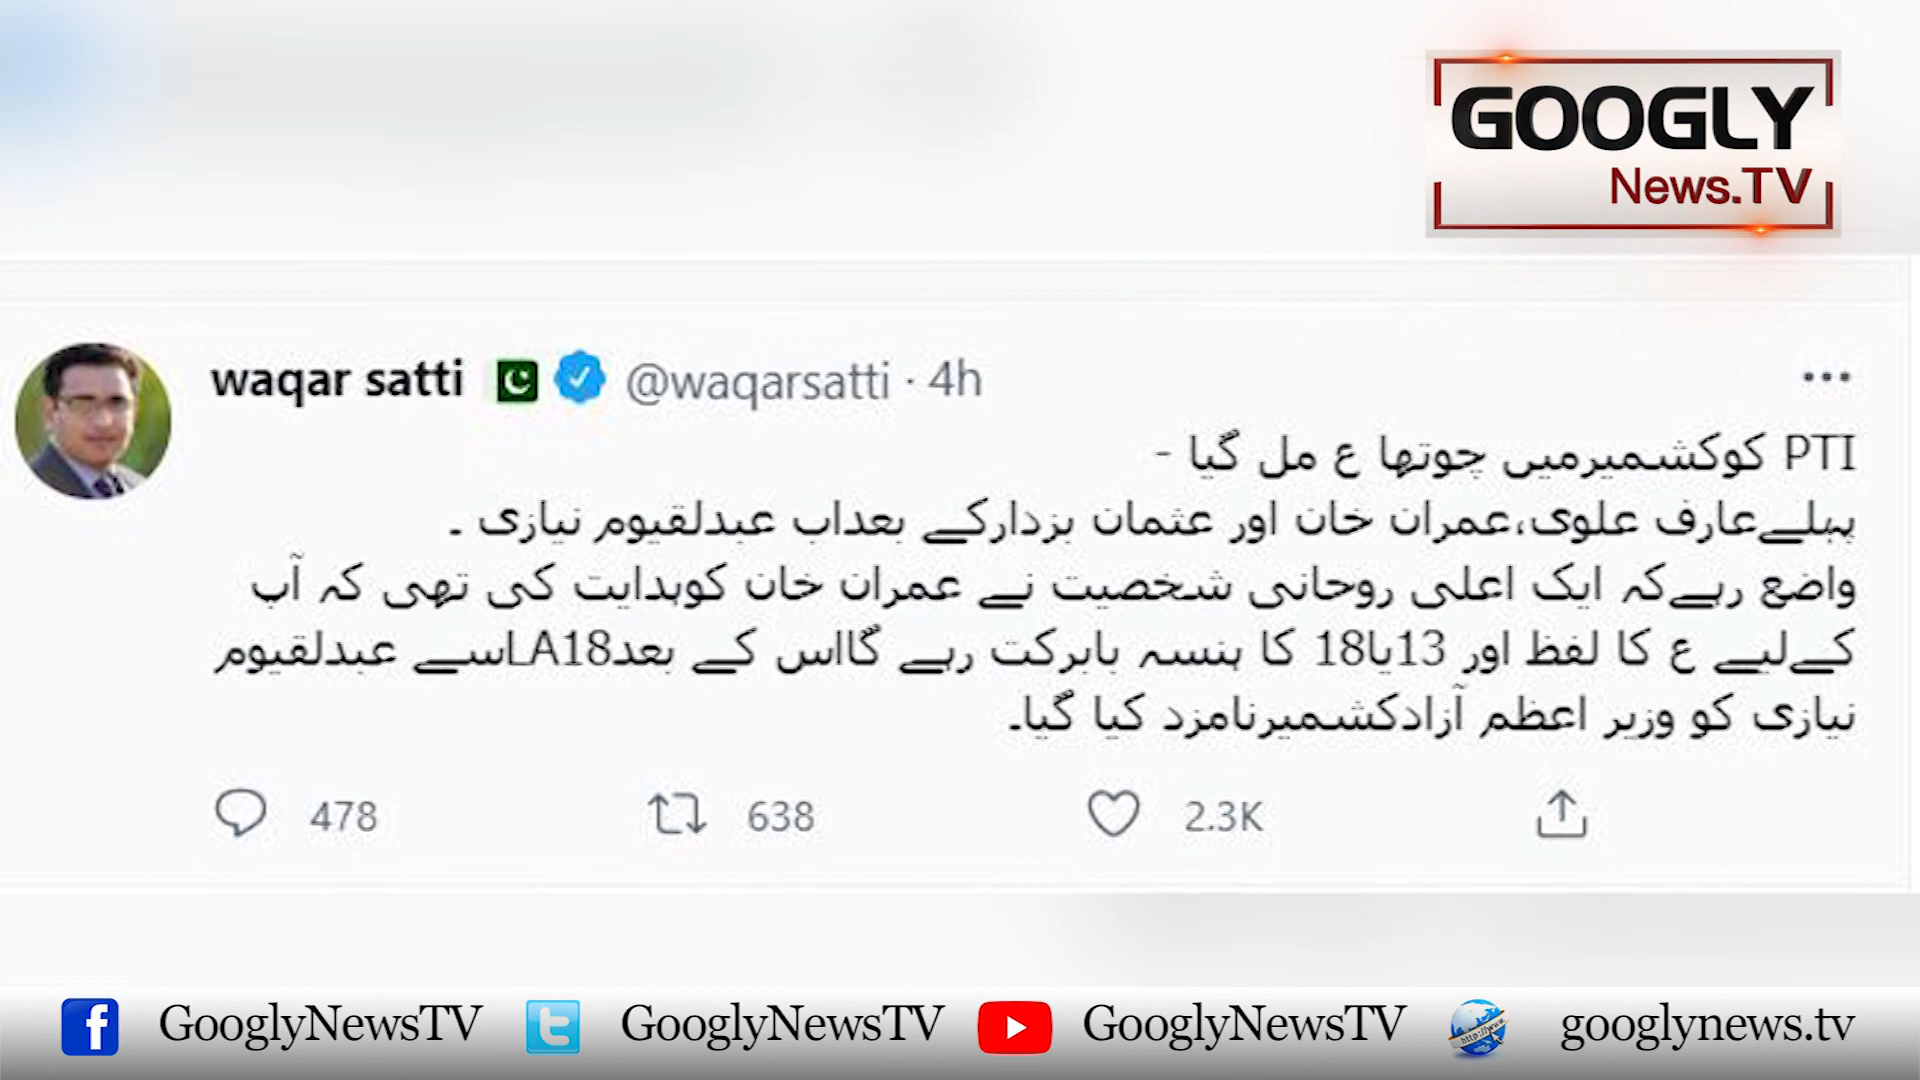 GOOGLY
News.TV
waqar satti @waqarsatti · 4h
PTI کوکشمیرمیں چوتھا ع مل گیا -
پہلےعارف علوی،عمران خان اور عثمان بزدارکے بعداب عبدلقیوم نیازی ۔
واضع رہےکہ ایک اعلی روحانی شخصیت نے عمران خان کوہدایت کی تھی کہ آپ
کےلیے ع کا لفظ اور 13یا18 کا ہنسہ بابرکت رہے گااس کے بعدLA18سے عبدلقیوم
نیازی کو وزیر اعظم آزادکشمیرنامزد کیا گیا۔
478 638 2.3K
GooglyNewsTV GooglyNewsTV GooglyNewsTV googlynews.tv